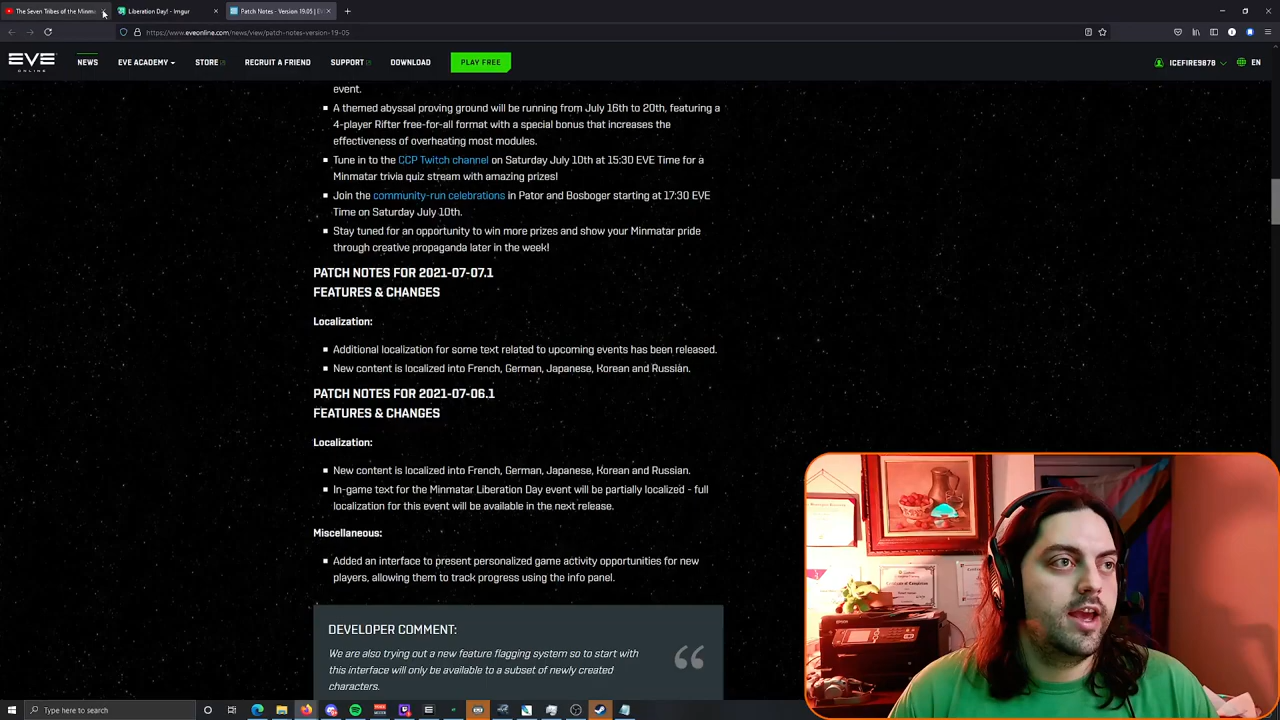 The Seven Tribes of the Minma
Liberation Day! - Imgur
Patch Notes - Version 19.05 | E
https://www.eveonline.com/news/view/patch-notes-version-19-05
EVE
ONLINE
NEWS
EVE ACADEMY
STORE
RECRUIT A FRIEND
SUPPORT
DOWNLOAD
PLAY FREE
ICEFIRE9878
EN
event.
A themed abyssal proving ground will be running from July 16th to 20th, featuring a
4-player Rifter free-for-all format with a special bonus that increases the
effectiveness of overheating most modules.
Tune in to the CCP Twitch channel on Saturday July 10th at 15:30 EVE Time for a
Minmatar trivia quiz stream with amazing prizes!
Join the community-run celebrations in Pator and Bosboger starting at 17:30 EVE
Time on Saturday July 10th.
Stay tuned for an opportunity to win more prizes and show your Minmatar pride
through creative propaganda later in the week!
PATCH NOTES FOR 2021-07-07.1
FEATURES & CHANGES
Localization:
Additional localization for some text related to upcoming events has been released.
New content is localized into French, German, Japanese, Korean and Russian.
PATCH NOTES FOR 2021-07-06.1
FEATURES & CHANGES
Localization:
New content is localized into French, German, Japanese, Korean and Russian.
In-game text for the Minmatar Liberation Day event will be partially localized - full
localization for this event will be available in the next release.
Miscellaneous:
Added an interface to present personalized game activity opportunities for new
players, allowing them to track progress using the info panel.
DEVELOPER COMMENT:
We are also trying out a new feature flagging system so to start with
this interface will only be available to a subset of newly created
characters.
Type here to search